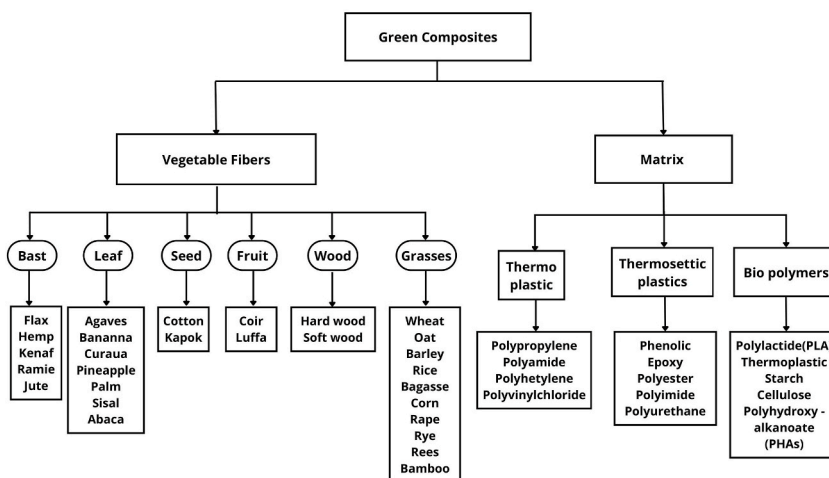 Green Composites
Vegetable Fibers
Matrix
Bast
Leaf
Seed
Fruit
Wood
Grasses
Thermo
plastic
Thermosettic
plastics
Bio polymers
Flax
Hemp
Kenaf
Ramie
Jute
Agaves
Bananna
Curaua
Pineapple
Palm
Sisal
Abaca
Cotton
Kapok
Coir
Luffa
Hard wood
Soft wood
Wheat
Oat
Barley
Rice
Bagasse
Corn
Rape
Rye
Rees
Bamboo
Polypropylene
Polyamide
Polyhetylene
Polyvinylchloride
Phenolic
Epoxy
Polyester
Polyimide
Polyurethane
Polylactide(PLA
Thermoplastic
Starch
Cellulose
Polyhydroxy -
alkanoate
(PHAs)